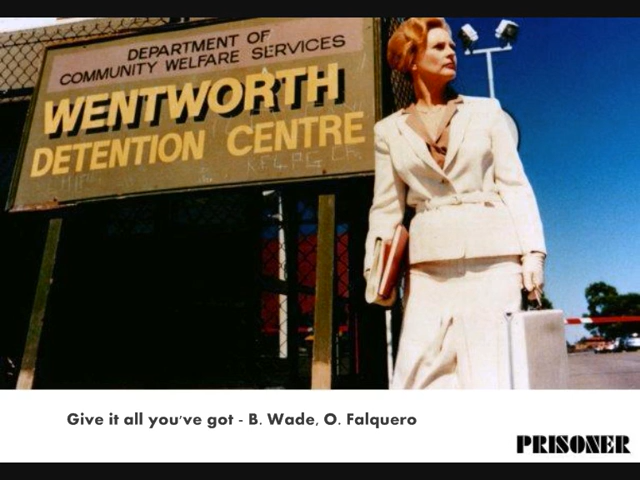 DEPARTMENT OF
COMMUNITY WELFARE SERVICES
WENTWORTH
DETENTION CENTRE
Give it all you've got - B. Wade, O. Falquero
PRISONER